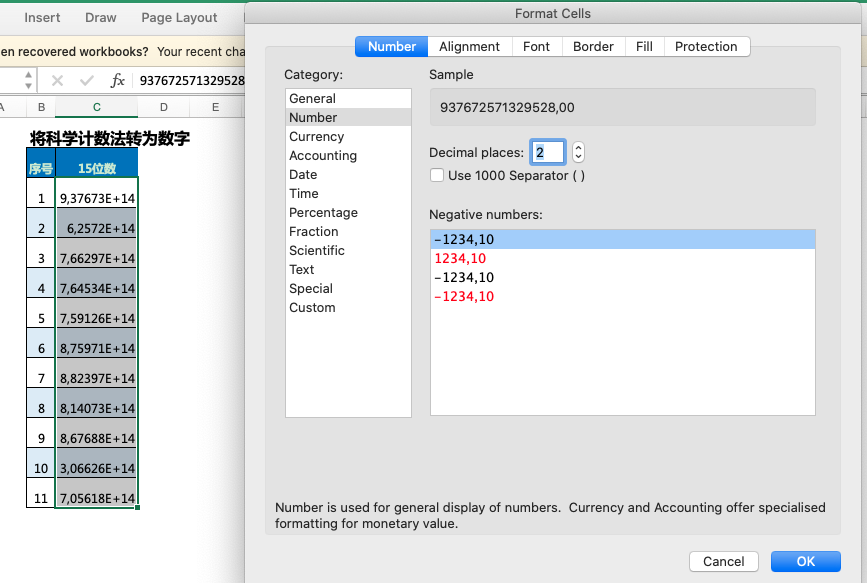 Format Cells
Insert Draw Page Layout
en recovered workbooks? Your recent cha
fx 937672571329528
A B C D E
将科学计数法转为数字
序号 15位数
1 9,37673E+14
2 6,2572E+14
3 7,66297E+14
4 7,64534E+14
5 7,59126E+14
6 8,75971E+14
7 8,82397E+14
8 8,14073E+14
9 8,67688E+14
10 3,06626E+14
11 7,05618E+14
Number Alignment Font Border Fill Protection
Category:
General
Number
Currency
Accounting
Date
Time
Percentage
Fraction
Scientific
Text
Special
Custom
Sample
937672571329528,00
Decimal places: 2
Use 1000 Separator ( )
Negative numbers:
-1234,10
1234,10
-1234,10
-1234,10
Number is used for general display of numbers. Currency and Accounting offer specialised
formatting for monetary value.
Cancel OK